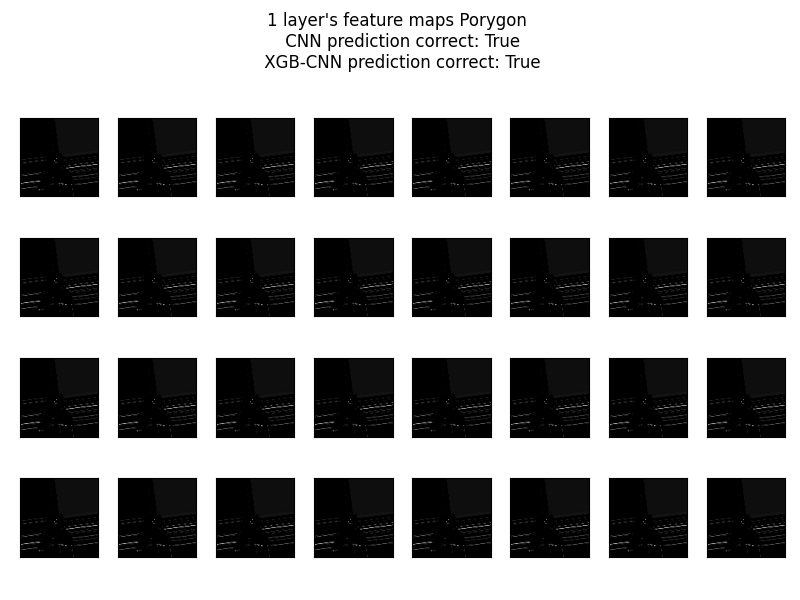 1 layer's feature maps Porygon
CNN prediction correct: True
XGB-CNN prediction correct: True